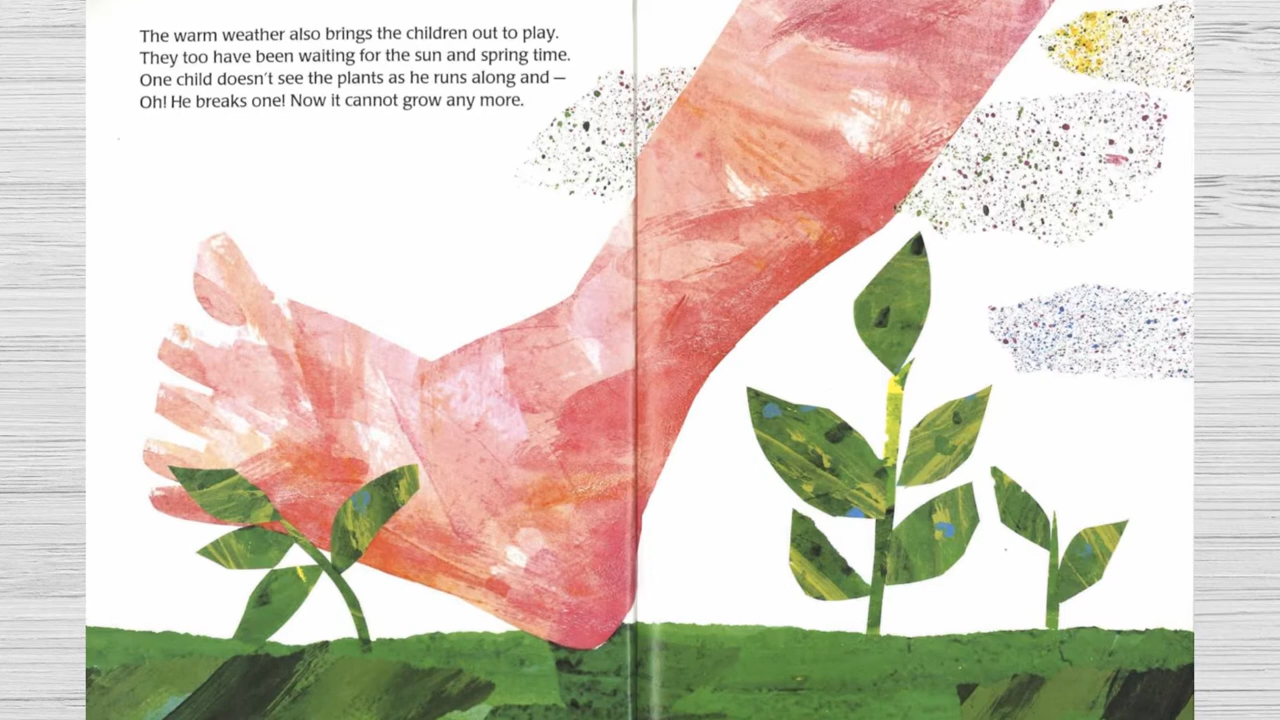 The warm weather also brings the children out to play.
They too have been waiting for the sun and spring time.
One child doesn't see the plants as he runs along and —
Oh! He breaks one! Now it cannot grow any more.